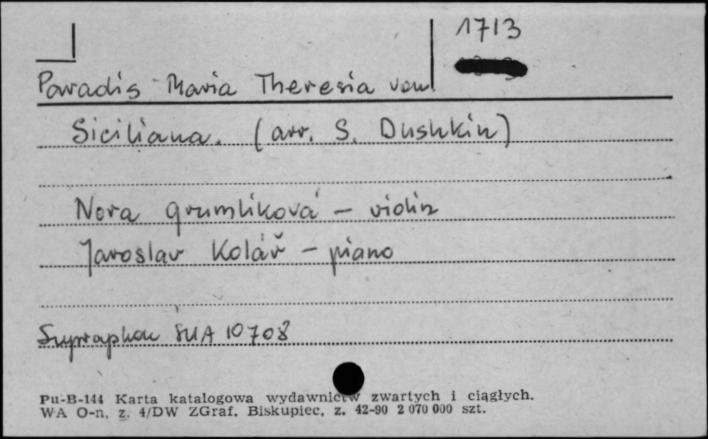 1713
Paradis Maria Theresia von
Siciliana. (arr. S. Dushkin)
Nora Grumliková – violin
Jaroslav Kolář – piano
Supraphon SUA 10708
Pu-B-144 Karta katalogowa wydawnictw zwartych i ciągłych.
WA O-n, z. 4/DW ZGraf. Biskupiec, z. 42-90 2 070 000 szt.